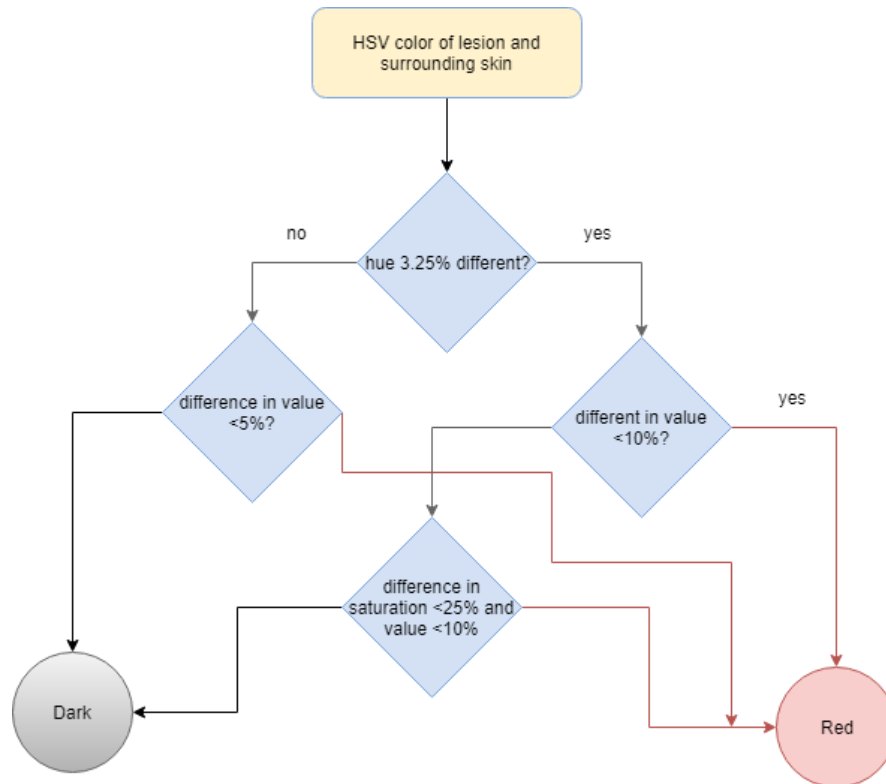 HSV color of lesion and
surrounding skin
no
yes
hue 3.25% different?
difference in value
<5%?
different in value
<10%?
yes
difference in
saturation <25% and
value <10%
Dark
Red